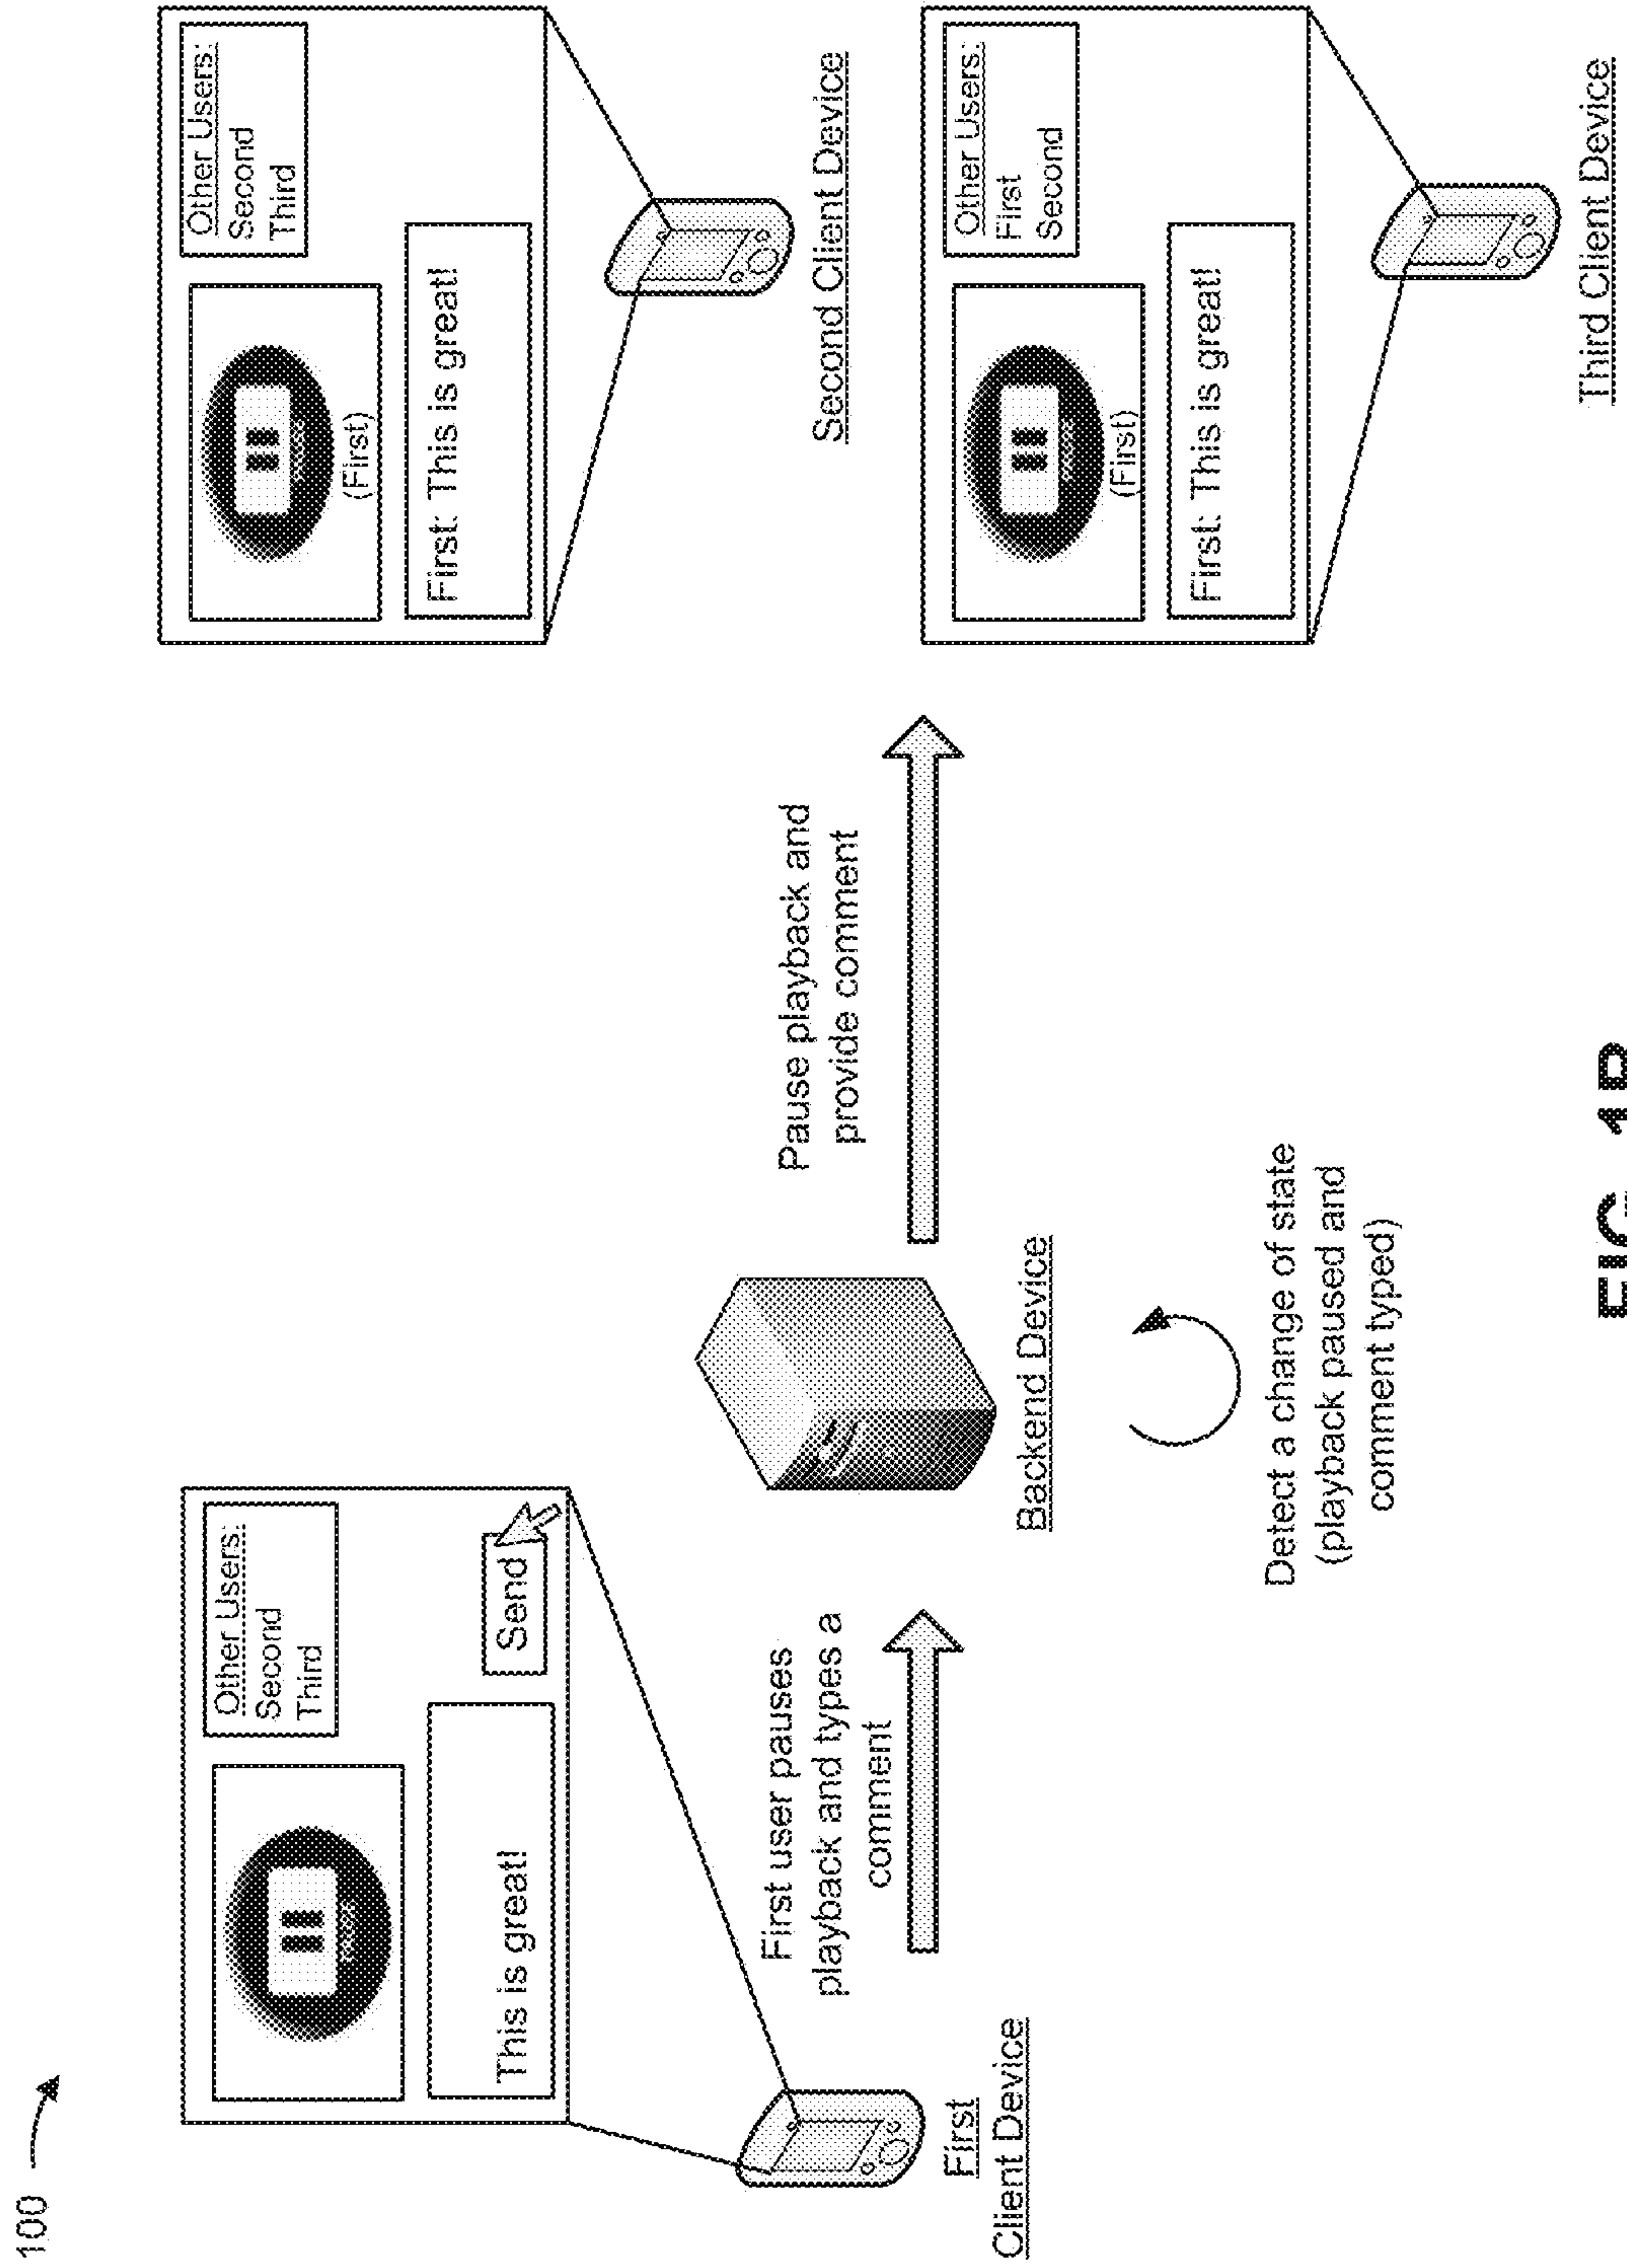 100
Other Users:
Second
Third
This is great!
Send
First
Client Device
First user pauses
playback and types a
comment
Backend Device
Detect a change of state
(playback paused and
comment typed)
Pause playback and
provide comment
Other Users:
Second
Third
(First)
First: This is great!
Second Client Device
Other Users:
First
Second
(First)
First: This is great!
Third Client Device
FIG. 1B